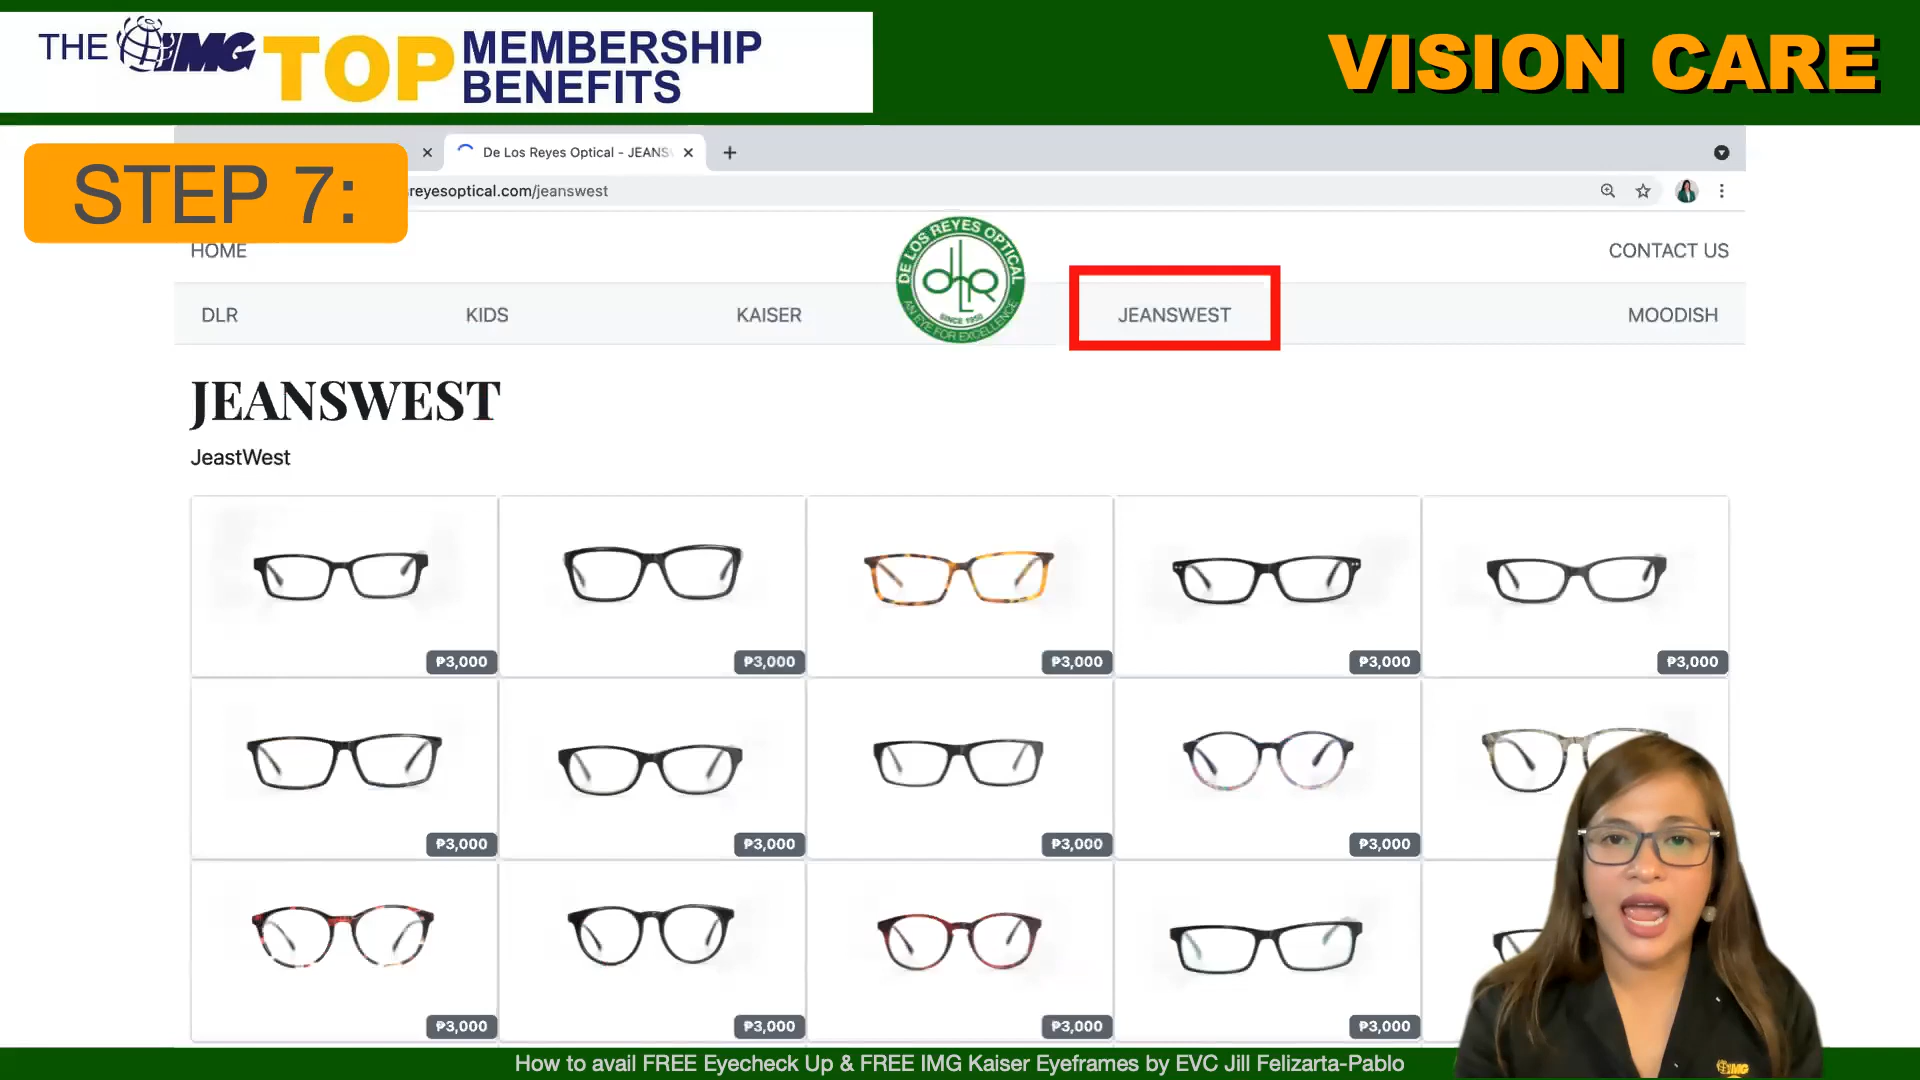 THE IMG TOP MEMBERSHIP BENEFITS
VISION CARE
STEP 7:
De Los Reyes Optical - JEANS
reyesoptical.com/jeanswest
HOME
CONTACT US
DE LOS REYES OPTICAL
dLR
SINCE 1950
AN EYE FOR EXCELLENCE
DLR
KIDS
KAISER
JEANSWEST
MOODISH
JEANSWEST
JeastWest
₱3,000
₱3,000
₱3,000
₱3,000
₱3,000
₱3,000
₱3,000
₱3,000
₱3,000
₱3,000
₱3,000
₱3,000
₱3,000
How to avail FREE Eyecheck Up & FREE IMG Kaiser Eyeframes by EVC Jill Felizarta-Pablo
IMG